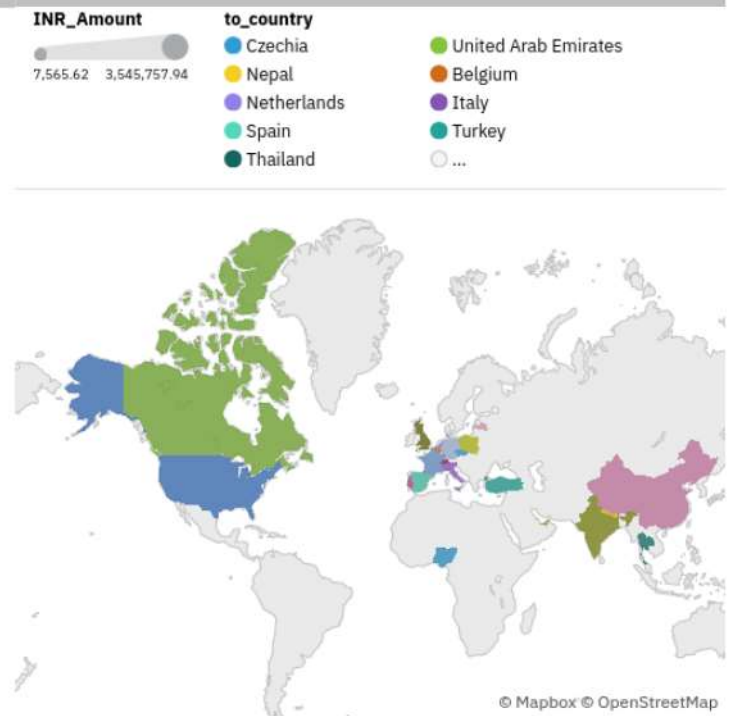 INR_Amount
7,565.62 3,545,757.94
to_country
Czechia
Nepal
Netherlands
Spain
Thailand
United Arab Emirates
Belgium
Italy
Turkey
...
© Mapbox © OpenStreetMap